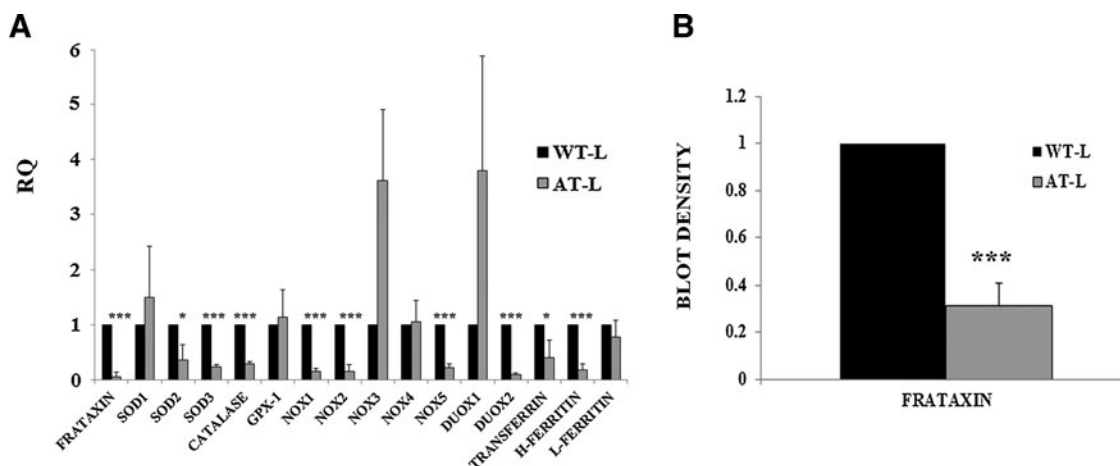 A
RQ
6
5
4
3
2
1
0
WT-L
AT-L
*** * *** *** *** *** *** *** * ***
FRATAXIN
SOD1
SOD2
SOD3
CATALASE
GPX-1
NOX1
NOX2
NOX3
NOX4
NOX5
DUOX1
DUOX2
TRANSFERRIN
H-FERRITIN
L-FERRITIN
B
BLOT DENSITY
1.2
1
0.8
0.6
0.4
0.2
0
WT-L
AT-L
***
FRATAXIN